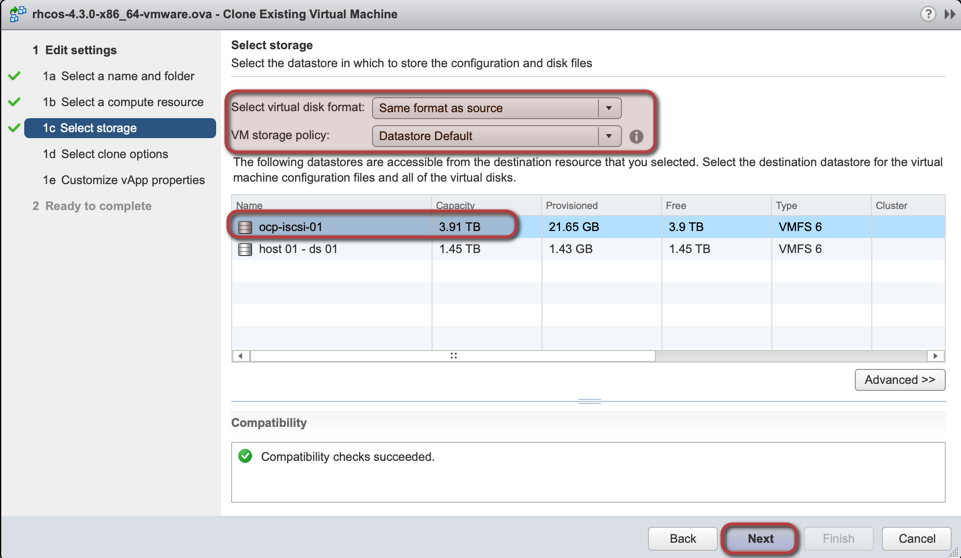 rhcos-4.3.0-x86_64-vmware.ova - Clone Existing Virtual Machine
?
1 Edit settings
1a Select a name and folder
1b Select a compute resource
1c Select storage
1d Select clone options
1e Customize vApp properties
2 Ready to complete
Select storage
Select the datastore in which to store the configuration and disk files
Select virtual disk format: Same format as source
VM storage policy: Datastore Default
The following datastores are accessible from the destination resource that you selected. Select the destination datastore for the virtual
machine configuration files and all of the virtual disks.
Name Capacity Provisioned Free Type Cluster
ocp-iscsi-01 3.91 TB 21.65 GB 3.9 TB VMFS 6
host 01 - ds 01 1.45 TB 1.43 GB 1.45 TB VMFS 6
Advanced >>
Compatibility
Compatibility checks succeeded.
Back Next Finish Cancel